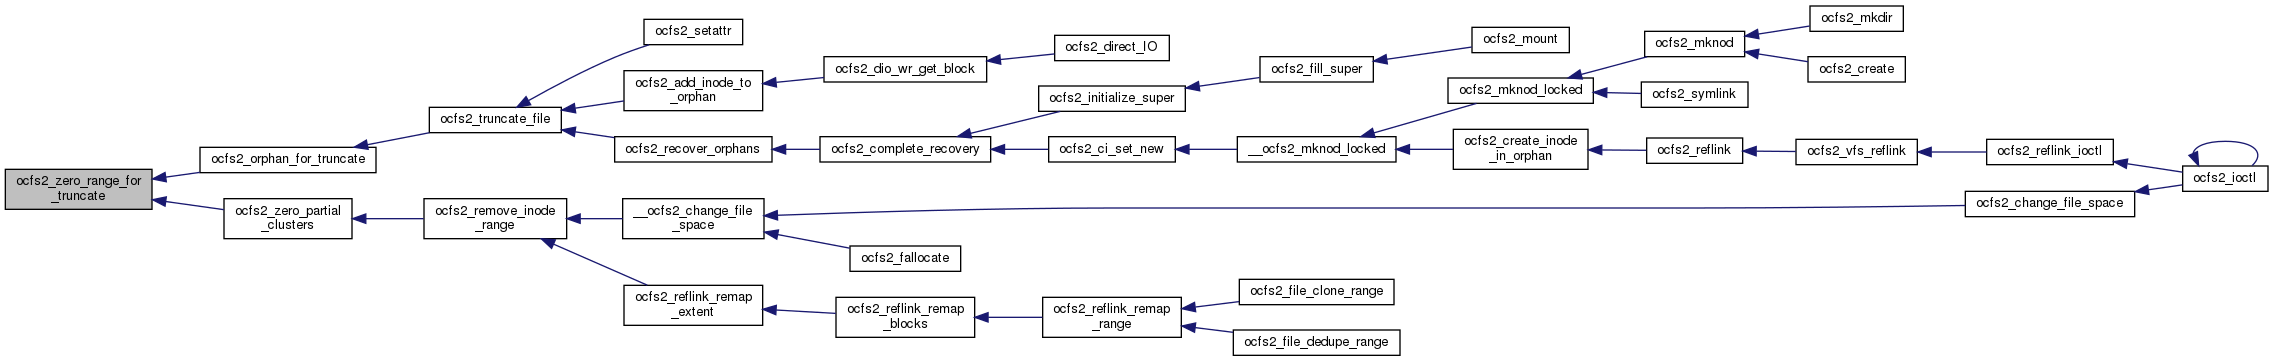 ocfs2_zero_range_for
_truncate
ocfs2_orphan_for_truncate
ocfs2_truncate_file
ocfs2_setattr
ocfs2_add_inode_to
_orphan
ocfs2_dio_wr_get_block
ocfs2_direct_IO
ocfs2_recover_orphans
ocfs2_complete_recovery
ocfs2_initialize_super
ocfs2_fill_super
ocfs2_mount
ocfs2_ci_set_new
__ocfs2_mknod_locked
ocfs2_mknod_locked
ocfs2_mknod
ocfs2_mkdir
ocfs2_create
ocfs2_symlink
ocfs2_create_inode
_in_orphan
ocfs2_reflink
ocfs2_vfs_reflink
ocfs2_reflink_ioctl
ocfs2_ioctl
ocfs2_zero_partial
_clusters
ocfs2_remove_inode
_range
__ocfs2_change_file
_space
ocfs2_change_file_space
ocfs2_fallocate
ocfs2_reflink_remap
_extent
ocfs2_reflink_remap
_blocks
ocfs2_reflink_remap
_range
ocfs2_file_clone_range
ocfs2_file_dedupe_range